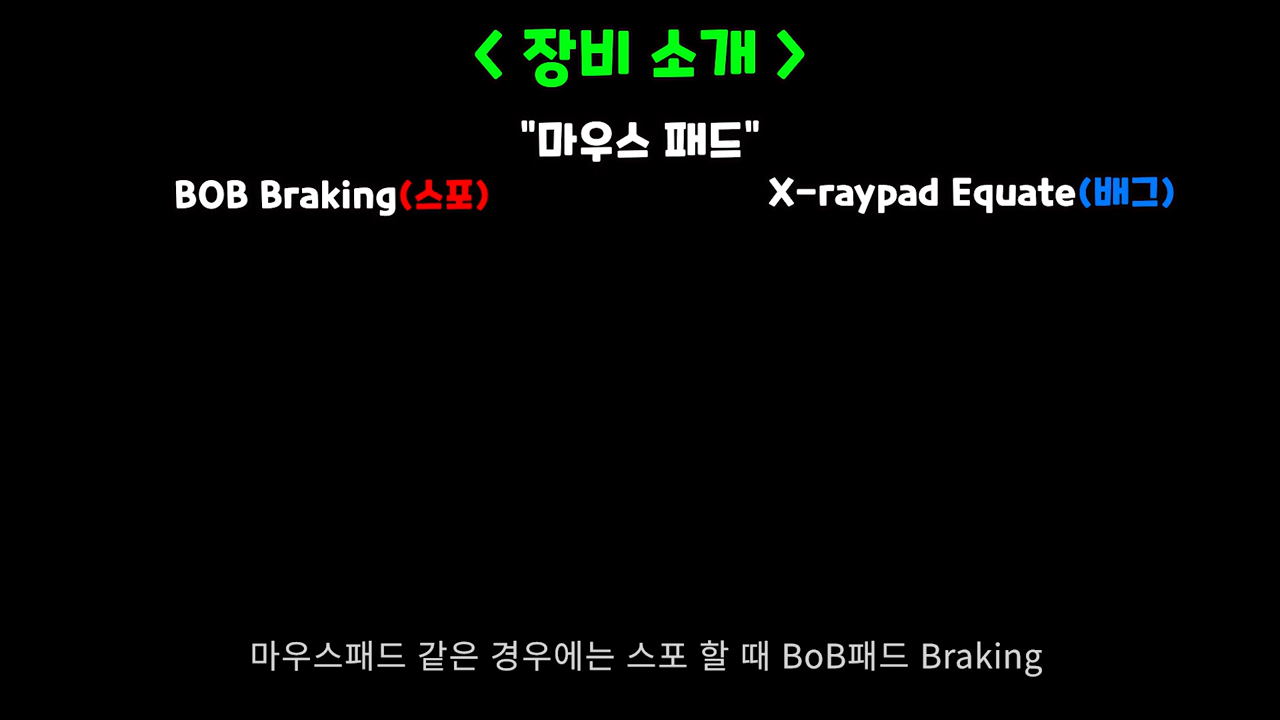 < 장비 소개 >
"마우스 패드"
BOB Braking(스포)
X-raypad Equate(배그)
마우스패드 같은 경우에는 스포 할 때 BoB패드 Braking